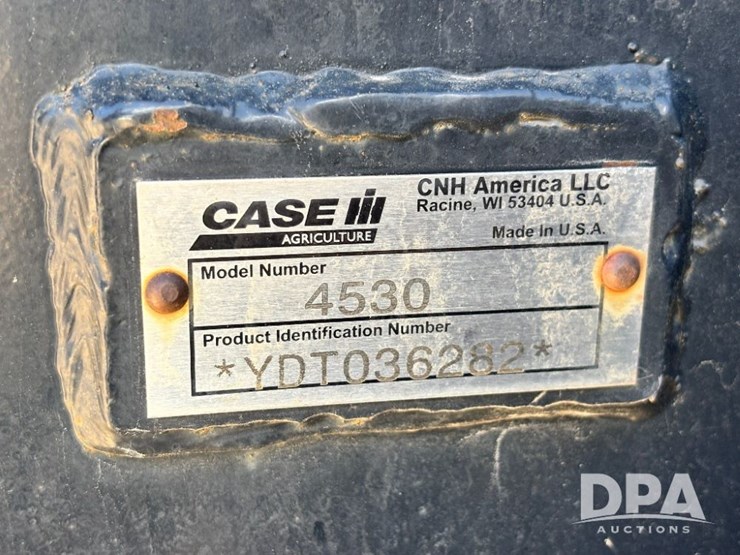 CASE IH
AGRICULTURE
CNH America LLC
Racine, WI 53404 U.S.A.
Made in U.S.A.
Model Number
4530
Product Identification Number
*YDT036282*
DPA
AUCTIONS